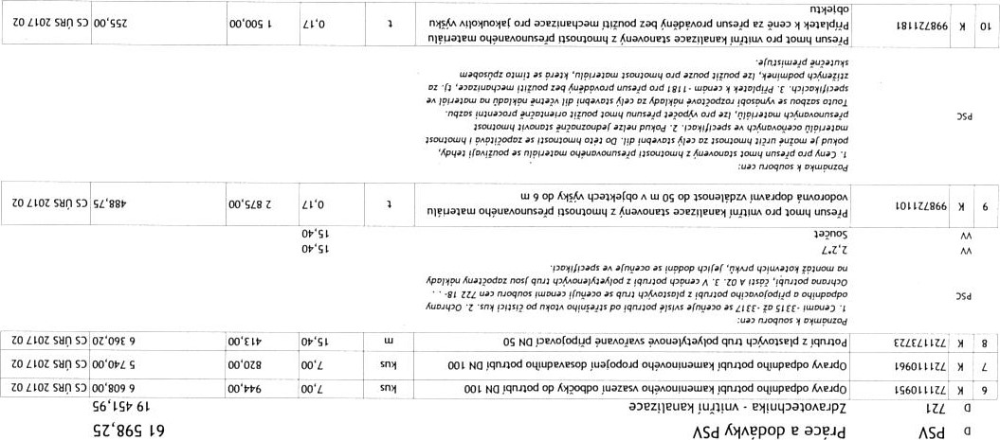 D PSV Práce a dodávky PSV 61 598,25
D 721 Zdravotechnika - vnitřní kanalizace 19 451,95
6 K 721110951 Opravy odpadního potrubí kameninového vsazení odbočky do potrubí DN 100 kus 7,00 944,00 6 608,00 CS ÚRS 2017 02
7 K 721110961 Opravy odpadního potrubí kameninového propojení dosavadního potrubí DN 100 kus 7,00 820,00 5 740,00 CS ÚRS 2017 02
8 K 721173723 Potrubí z plastových trub polyetylenové svařované připojovací DN 50 m 15,40 413,00 6 360,20 CS ÚRS 2017 02
Poznámka k souboru cen:
PSC 1. Cenami -3315 až -3317 se oceňuje svislé potrubí od střešního vtoku po čisticí kus. 2. Ochrany
odpadního a připojovacího potrubí z plastových trub se oceňují cenami souboru cen 722 18- . .
Ochrana potrubí, části A 02. 3. V cenách potrubí z polyetylenových trub jsou započteny náklady
na montáž kotevních prvků, jejich dodání se oceňuje ve specifikaci.
VV 2,2*7 15,40
VV Součet 15,40
9 K 998721101 Přesun hmot pro vnitřní kanalizace stanovený z hmotnosti přesunovaného materiálu t 0,17 2 875,00 488,75 CS ÚRS 2017 02
vodorovná dopravní vzdálenost do 50 m v objektech výšky do 6 m
Poznámka k souboru cen:
1. Ceny pro přesun hmot stanovený z hmotnosti přesunovaného materiálu se používají tehdy,
pokud je možné určit hmotnost za celý stavební díl. Do této hmotnosti se započítává i hmotnost
materiálů oceňovaných ve specifikaci. 2. Pokud nelze jednoznačně stanovit hmotnost
PSC přesunovaných materiálů, lze pro výpočet přesunu hmot použít orientačně procentní sazbu.
Touto sazbou se vynásobí rozpočtové náklady za celý stavební díl včetně nákladů na materiál ve
specifikacích. 3. Příplatek k cenám -1181 pro přesun prováděný bez použití mechanizace, tj. za
ztížených podmínek, lze použít pouze pro hmotnost materiálu, která se tímto způsobem
skutečně přemísťuje.
10 K 998721181 Přesun hmot pro vnitřní kanalizace stanovený z hmotnosti přesunovaného materiálu t 0,17 1 500,00 255,00 CS ÚRS 2017 02
Příplatek k ceně za přesun prováděný bez použití mechanizace pro jakoukoliv výšku
objektu